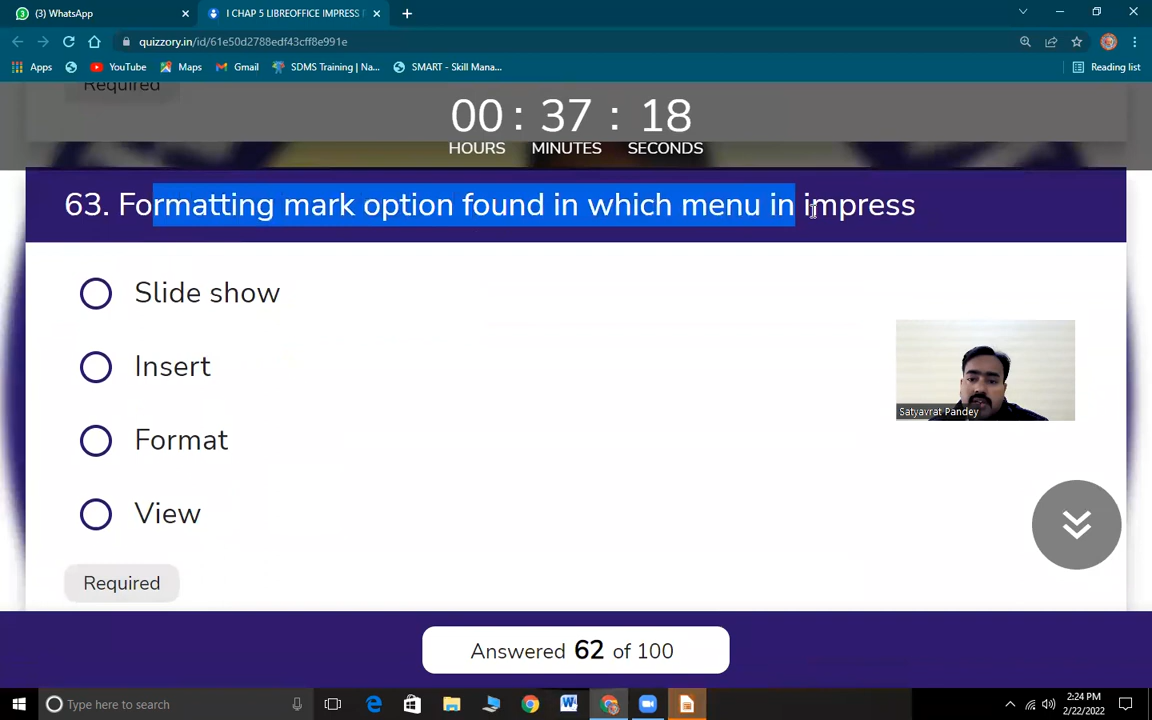 (3) WhatsApp
I CHAP 5 LIBREOFFICE IMPRESS
quizzory.in/id/61e50d2788edf43cff8e991e
Apps YouTube Maps Gmail SDMS Training | Na... SMART - Skill Mana... Reading list
Required
00 : 37 : 18
HOURS MINUTES SECONDS
63. Formatting mark option found in which menu in impress
Slide show
Insert
Format
View
Required
Satyavrat Pandey
Answered 62 of 100
Type here to search
2:24 PM
2/22/2022